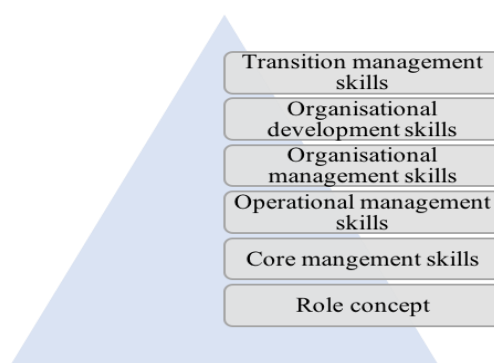 Transition management
skills
Organisational
development skills
Organisational
management skills
Operational management
skills
Core mangement skills
Role concept